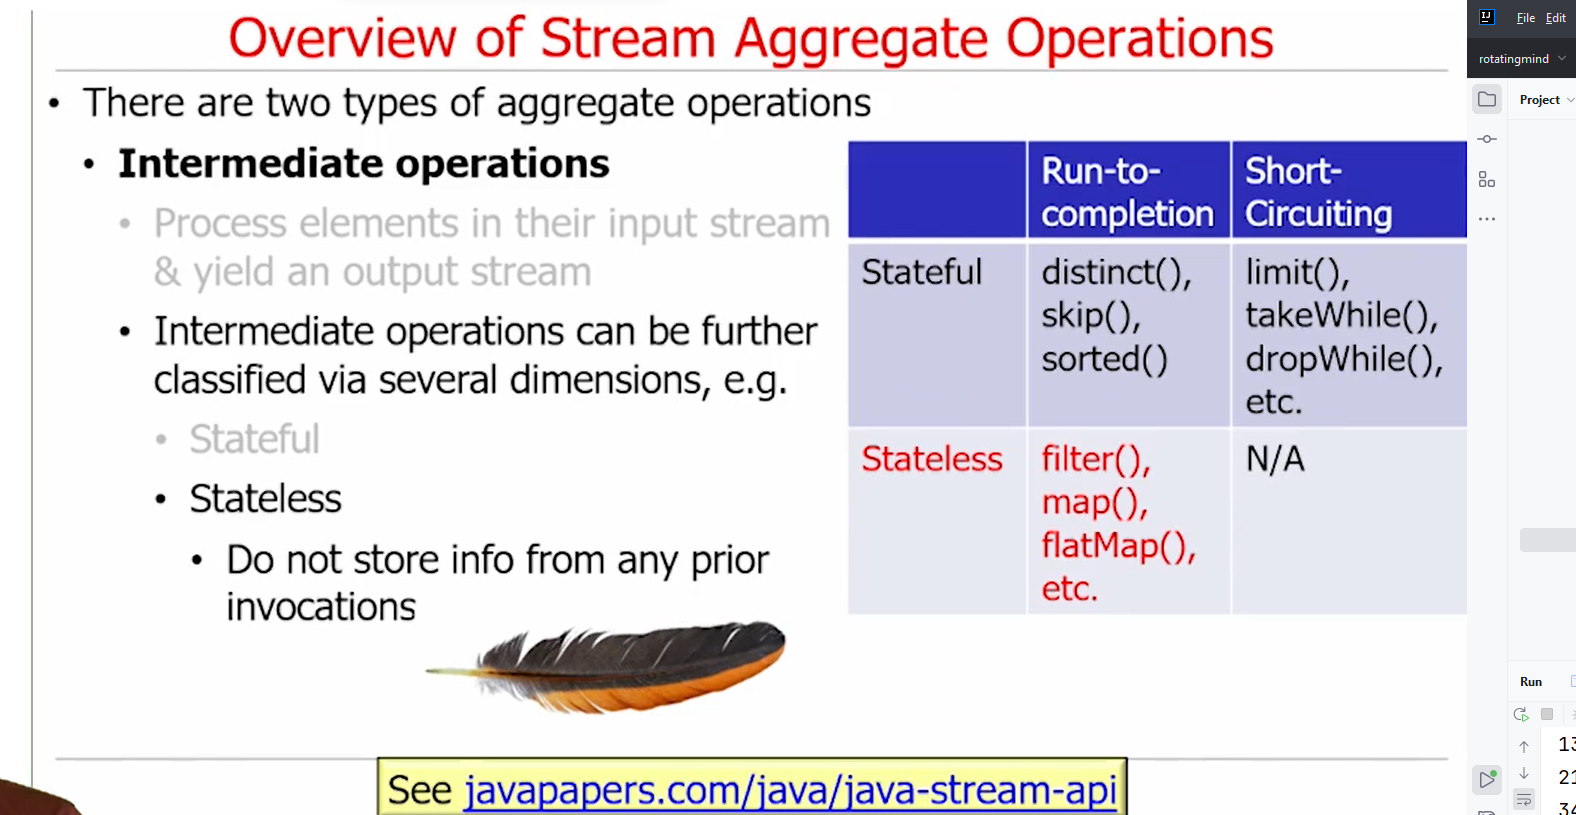 Overview of Stream Aggregate Operations
• There are two types of aggregate operations
• Intermediate operations
• Process elements in their input stream
& yield an output stream
• Intermediate operations can be further
classified via several dimensions, e.g.
• Stateful
• Stateless
• Do not store info from any prior
invocations
Run-to-
completion
Short-
Circuiting
Stateful
distinct(),
skip(),
sorted()
limit(),
takeWhile(),
dropWhile(),
etc.
Stateless
filter(),
map(),
flatMap(),
etc.
N/A
See javapapers.com/java/java-stream-api
IJ
File Edit
rotatingmind
Project
Run
13
21
34